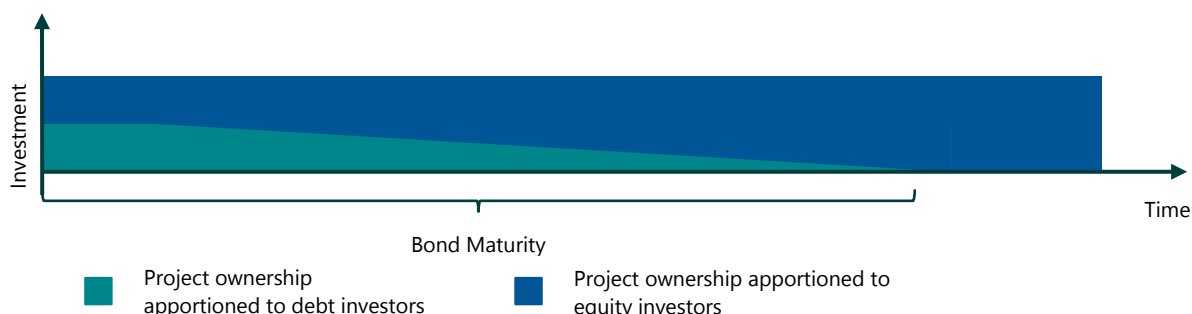 Investment
Time
Bond Maturity
Project ownership
apportioned to debt investors
Project ownership apportioned to
equity investors